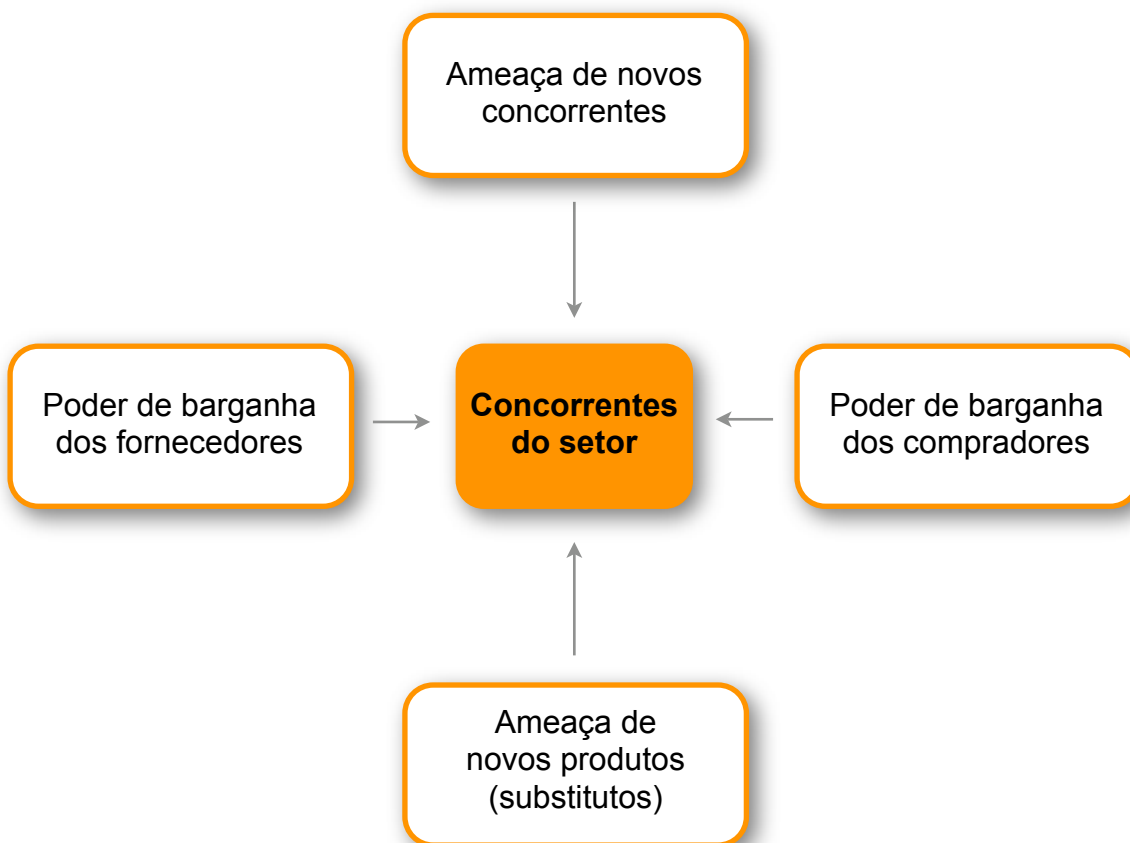 Ameaça de novos
concorrentes
Poder de barganha
dos fornecedores
Concorrentes
do setor
Poder de barganha
dos compradores
Ameaça de
novos produtos
(substitutos)